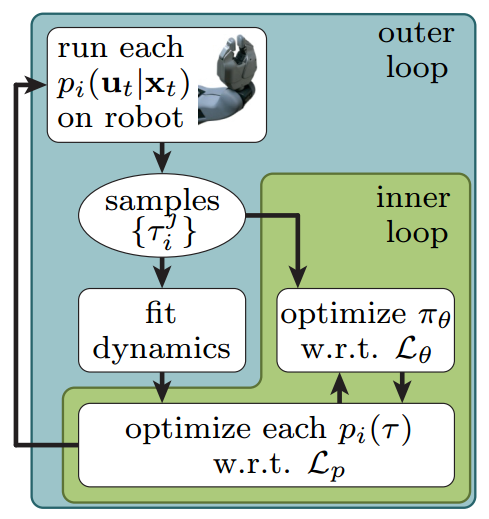 outer
loop
run each
p_i(u_t|x_t)
on robot
samples
{τ_i^j}
inner
loop
fit
dynamics
optimize π_θ
w.r.t. ℒ_θ
optimize each p_i(τ)
w.r.t. ℒ_p